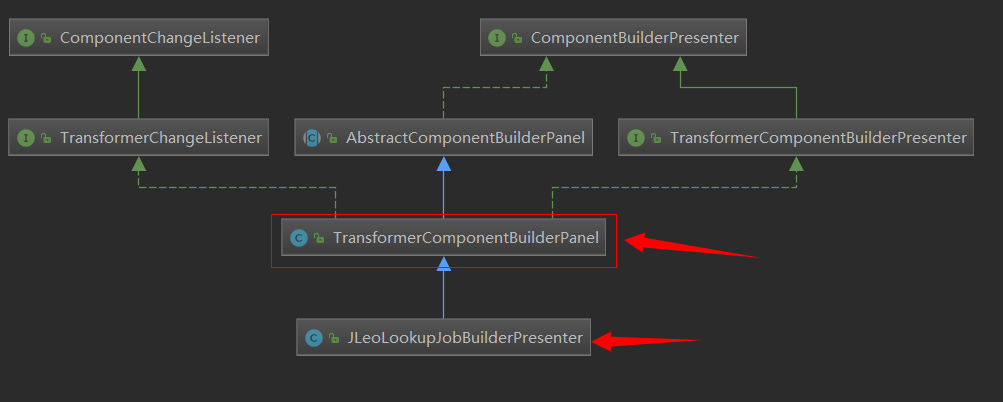 I ComponentChangeListener
I ComponentBuilderPresenter
I TransformerChangeListener
C AbstractComponentBuilderPanel
I TransformerComponentBuilderPresenter
C TransformerComponentBuilderPanel
C JLeoLookupJobBuilderPresenter